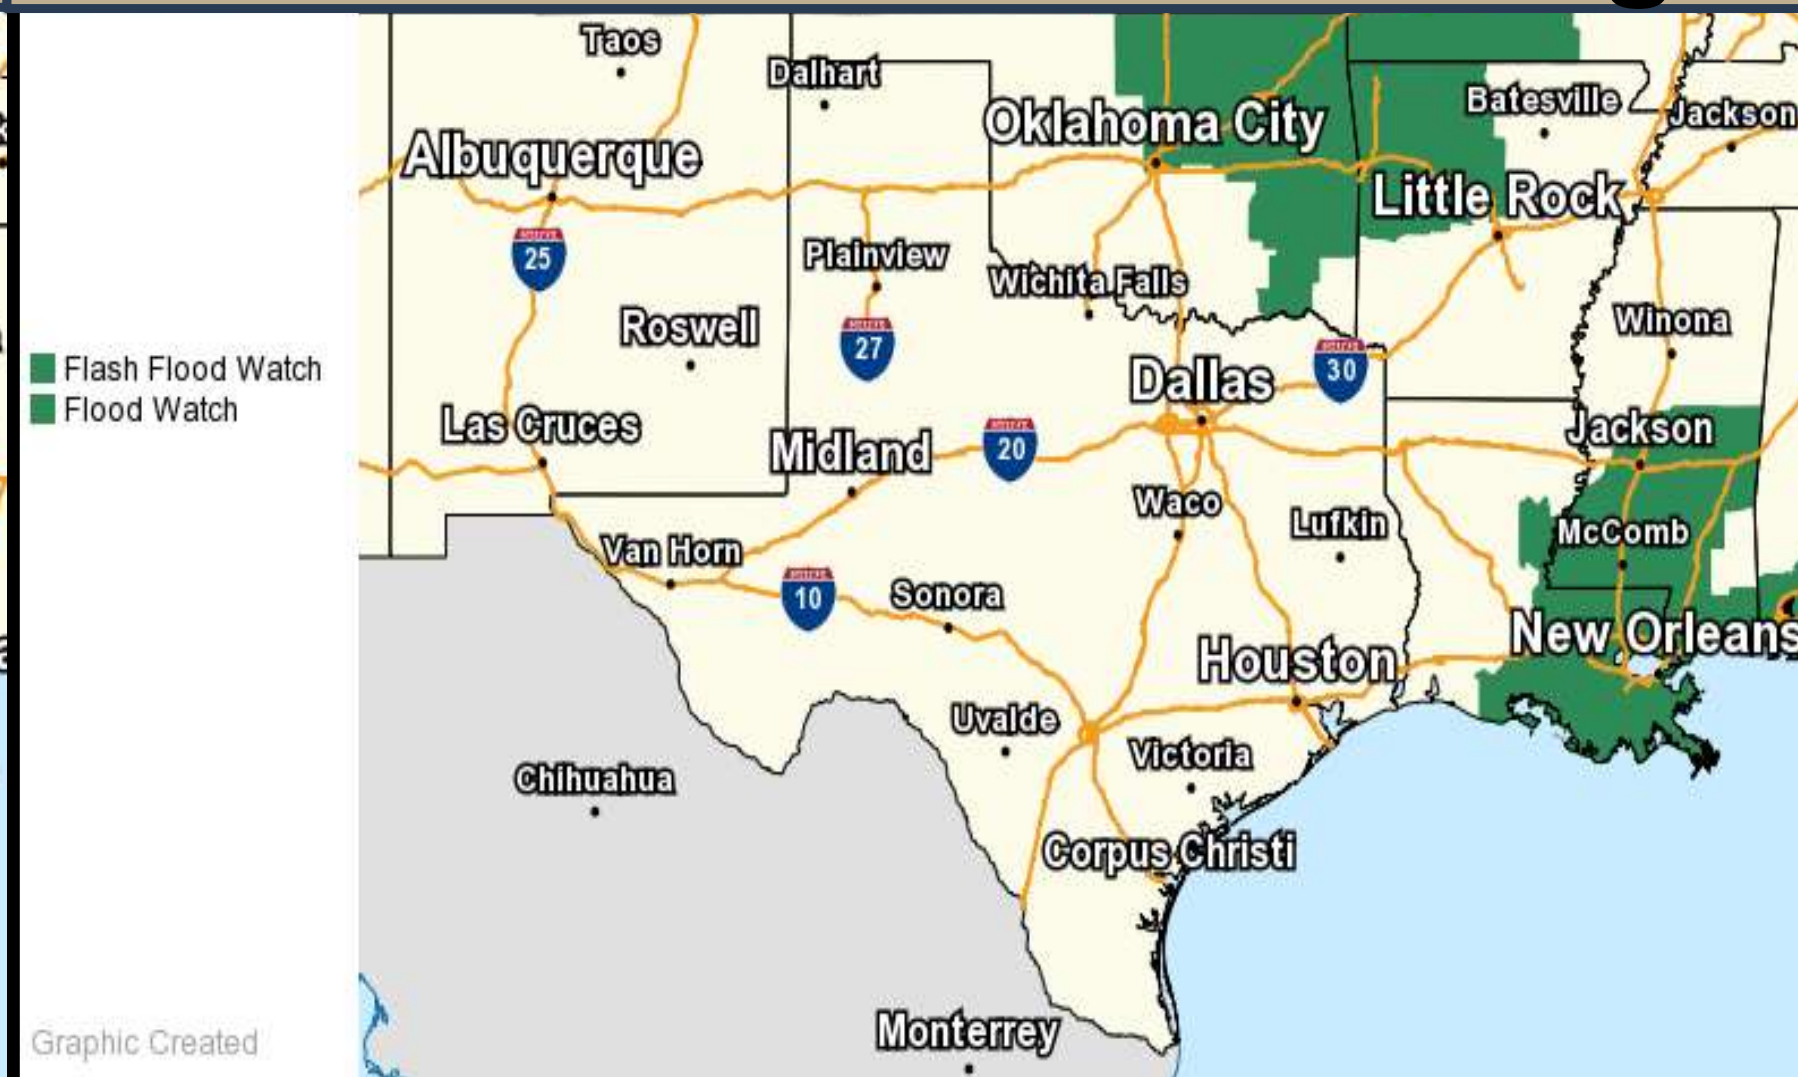 Taos
Dalhart
Batesville
Jackson
Oklahoma City
Albuquerque
Little Rock
25
Plainview
Wichita Falls
Roswell
27
Winona
30
Flash Flood Watch
Flood Watch
Dallas
Las Cruces
Midland
20
Jackson
Waco
Lufkin
McComb
Van Horn
10
Sonora
New Orleans
Houston
Uvalde
Victoria
Chihuahua
Corpus Christi
Monterrey
Graphic Created